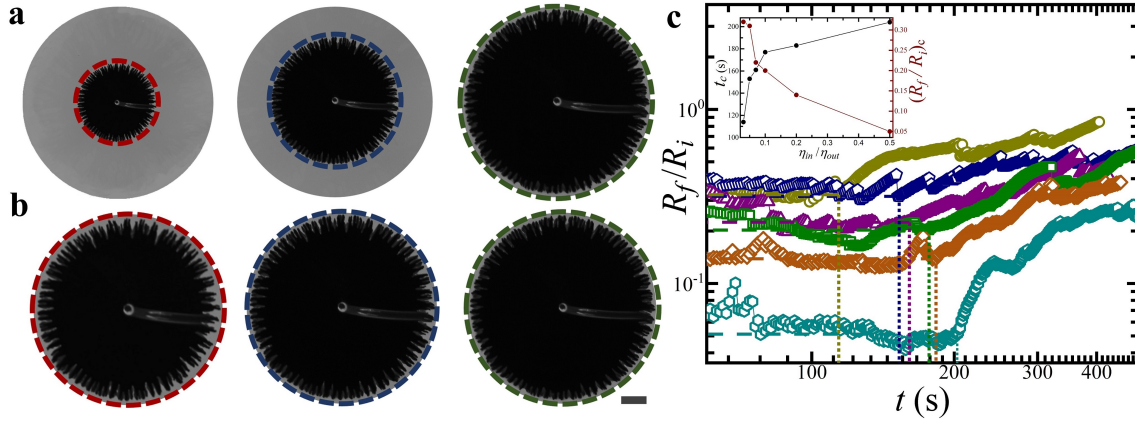 a
b
c
R_f/R_i
10^0
10^-1
100
200
300
400
t (s)
t_c (s)
200
180
160
140
120
100
0.1
0.2
0.3
0.4
0.5
η_in/η_out
0.30
0.25
0.20
0.15
0.10
0.05
(R_f/R_i)_c